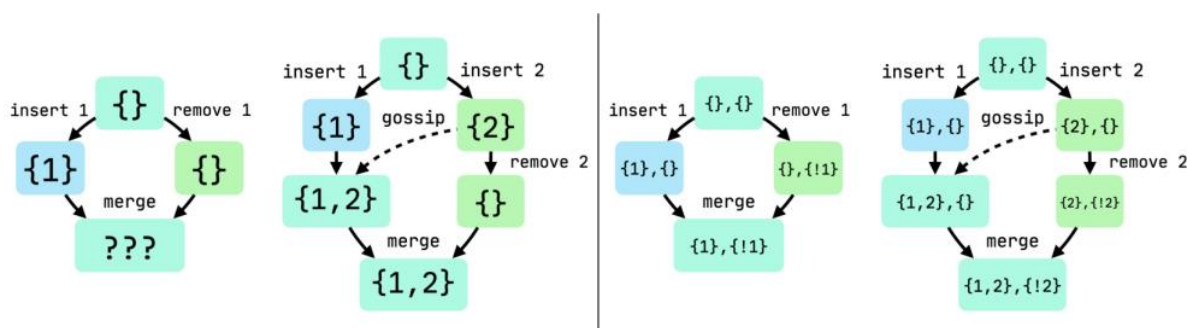 {}
insert 1
remove 1
{1}
{}
merge
???
{}
insert 1
insert 2
{1}
gossip
{2}
remove 2
{1,2}
{}
merge
{1,2}
{},{}
insert 1
remove 1
{1},{}
{},{!1}
merge
{1},{!1}
{},{}
insert 1
insert 2
{1},{}
gossip
{2},{}
remove 2
{1,2},{}
{2},{!2}
merge
{1,2},{!2}